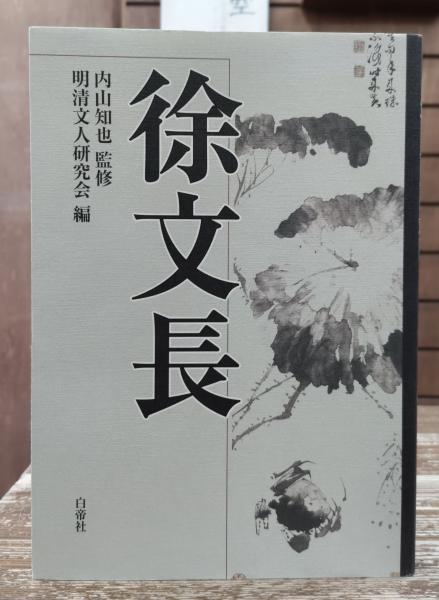 徐文長
内山知也 監修
明清文人研究会 編
白帝社